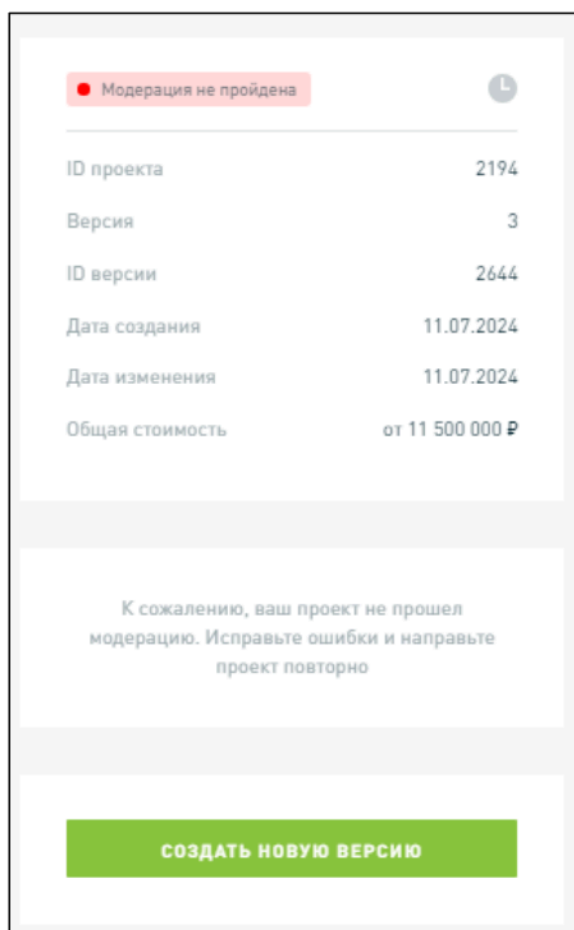 Модерация не пройдена
ID проекта 2194
Версия 3
ID версии 2644
Дата создания 11.07.2024
Дата изменения 11.07.2024
Общая стоимость от 11 500 000 ₽
К сожалению, ваш проект не прошел
модерацию. Исправьте ошибки и направьте
проект повторно
СОЗДАТЬ НОВУЮ ВЕРСИЮ